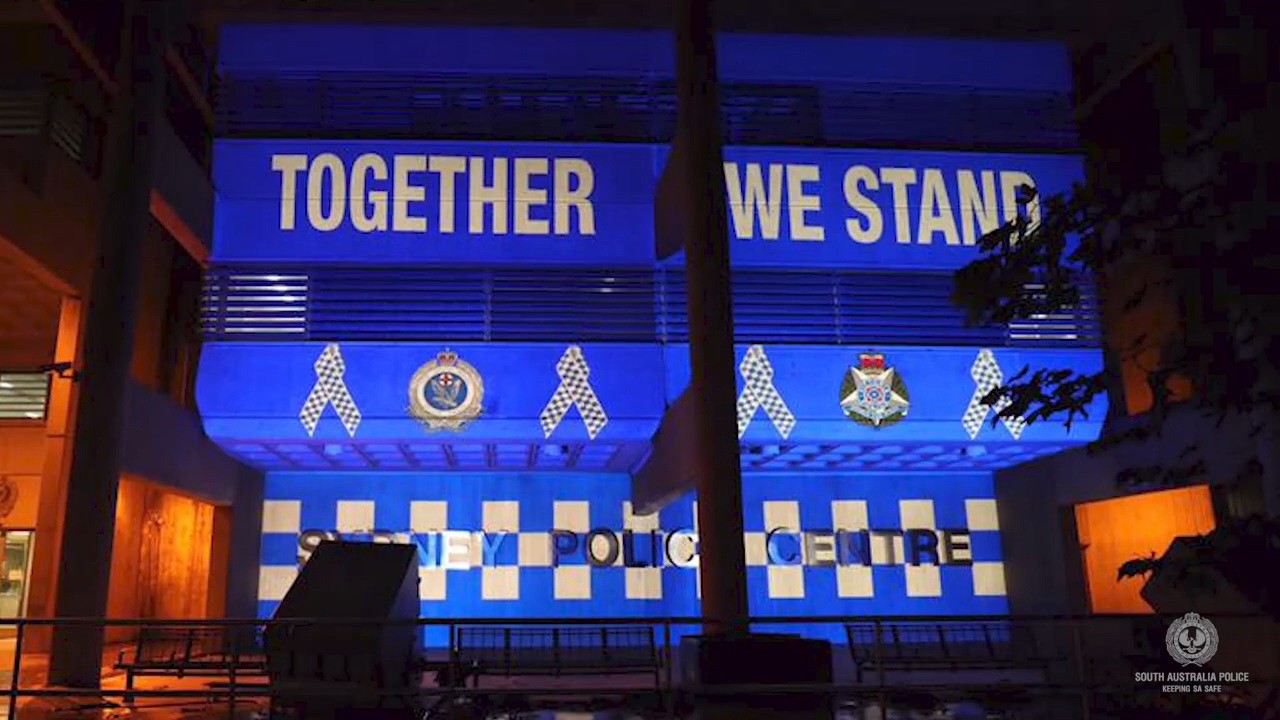 TOGETHER WE STAND
SYDNEY POLICE CENTRE
SOUTH AUSTRALIA POLICE
KEEPING SA SAFE